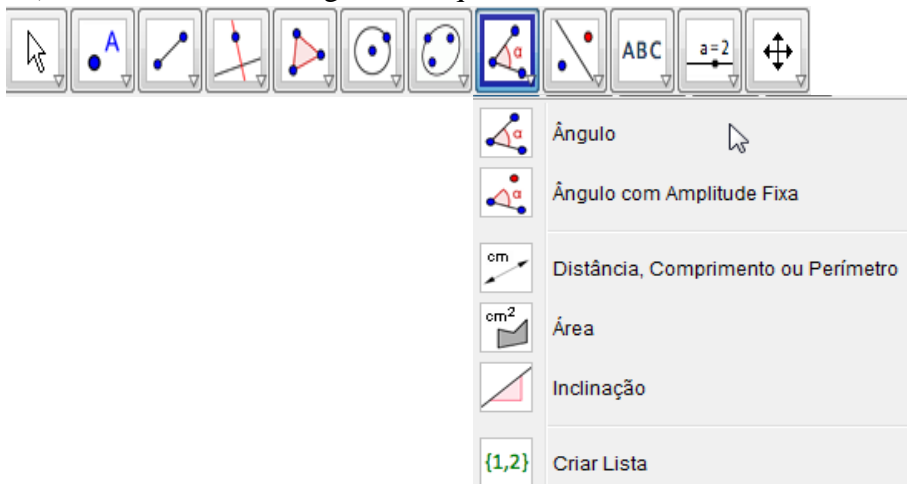 A
α
ABC
a=2
α
Ângulo
α
Ângulo com Amplitude Fixa
cm
Distância, Comprimento ou Perímetro
cm²
Área
Inclinação
{1,2}
Criar Lista